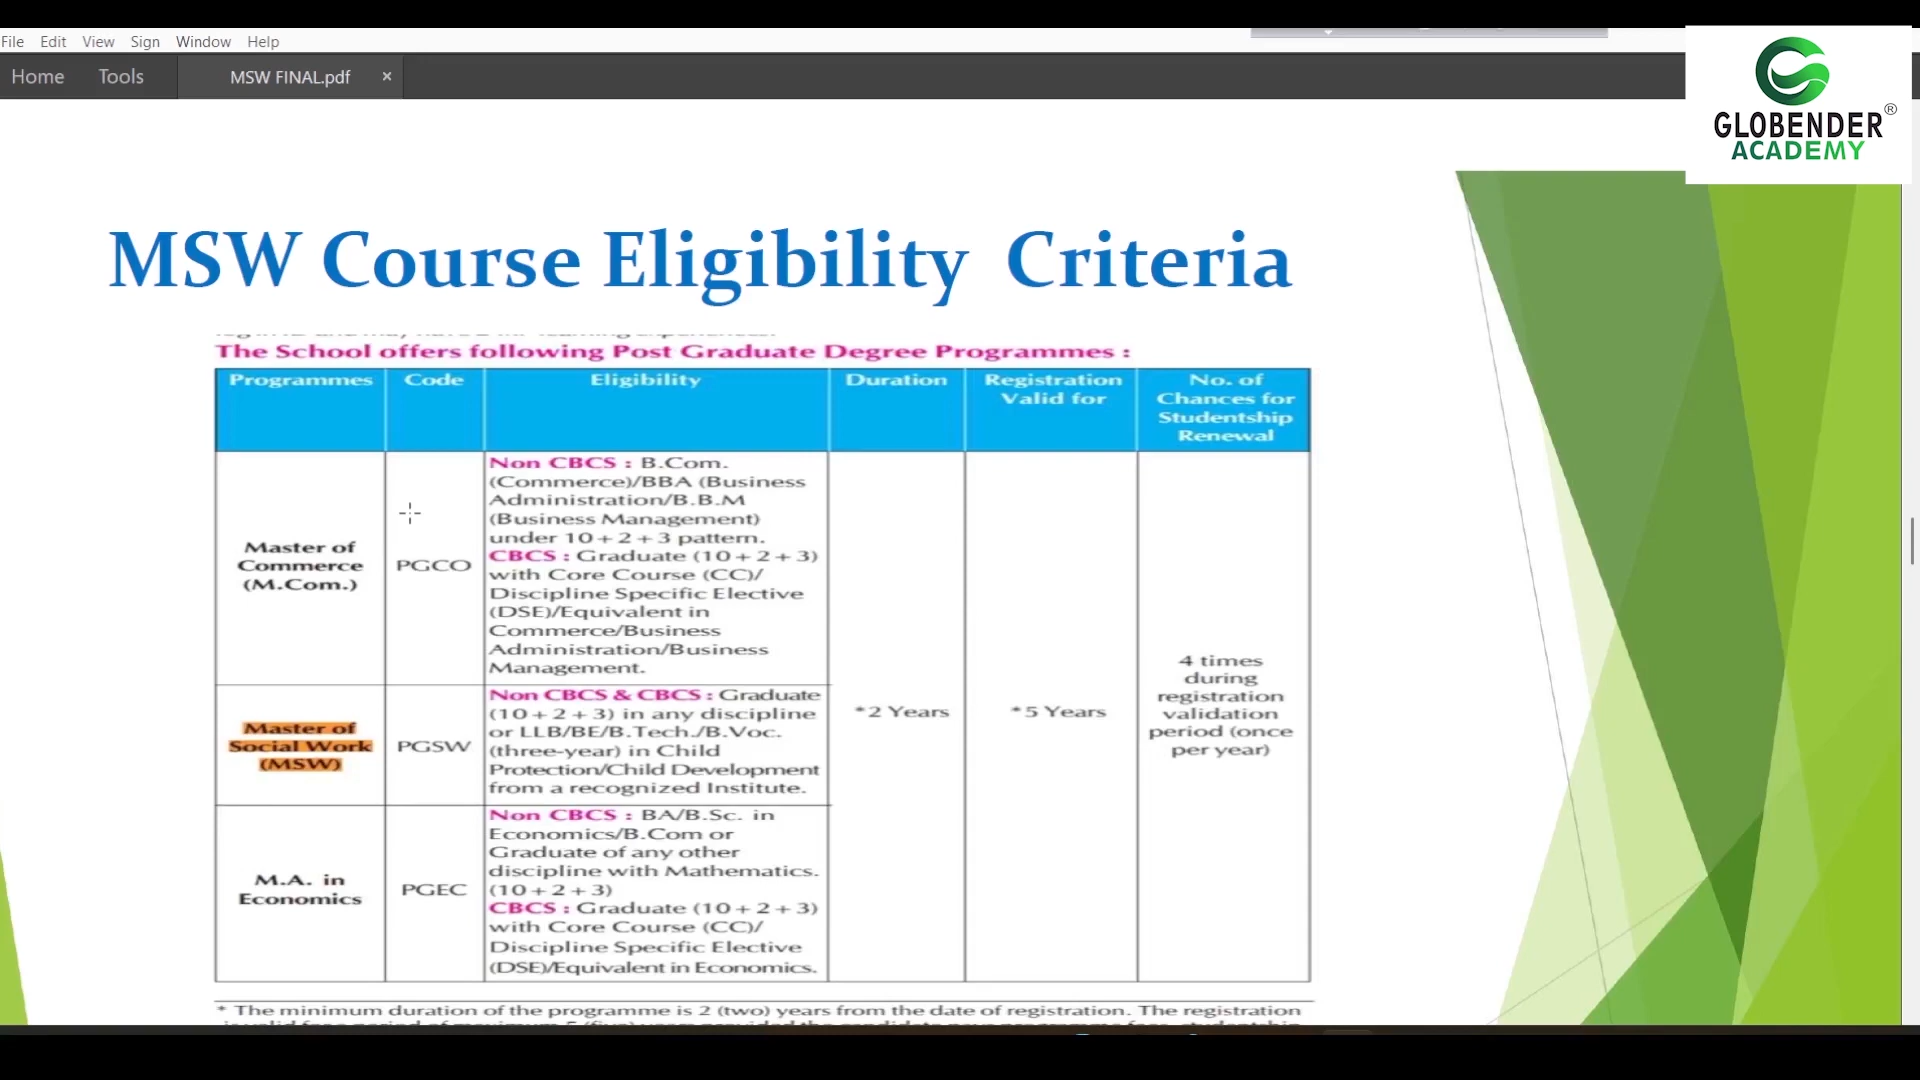 File Edit View Sign Window Help
Home Tools MSW FINAL.pdf ×
GLOBENDER®
ACADEMY
MSW Course Eligibility Criteria
The School offers following Post Graduate Degree Programmes :
Programmes Code Eligibility Duration Registration Valid for No. of Chances for Studentship Renewal
Master of
Commerce
(M.Com.)
PGCO
Non CBCS : B.Com.
(Commerce)/BBA (Business
Administration/B.B.M
(Business Management)
under 10 + 2 + 3 pattern.
CBCS : Graduate (10 + 2 + 3)
with Core Course (CC)/
Discipline Specific Elective
(DSE)/Equivalent in
Commerce/Business
Administration/Business
Management.
Master of
Social Work
(MSW)
PGSW
Non CBCS & CBCS : Graduate
(10 + 2 + 3) in any discipline
or LLB/BE/B.Tech./B.Voc.
(three-year) in Child
Protection/Child Development
from a recognized Institute.
M.A. in
Economics
PGEC
Non CBCS : BA/B.Sc. in
Economics/B.Com or
Graduate of any other
discipline with Mathematics.
(10 + 2 + 3)
CBCS : Graduate (10 + 2 + 3)
with Core Course (CC)/
Discipline Specific Elective
(DSE)/Equivalent in Economics.
*2 Years
*5 Years
4 times
during
registration
validation
period (once
per year)
* The minimum duration of the programme is 2 (two) years from the date of registration. The registration